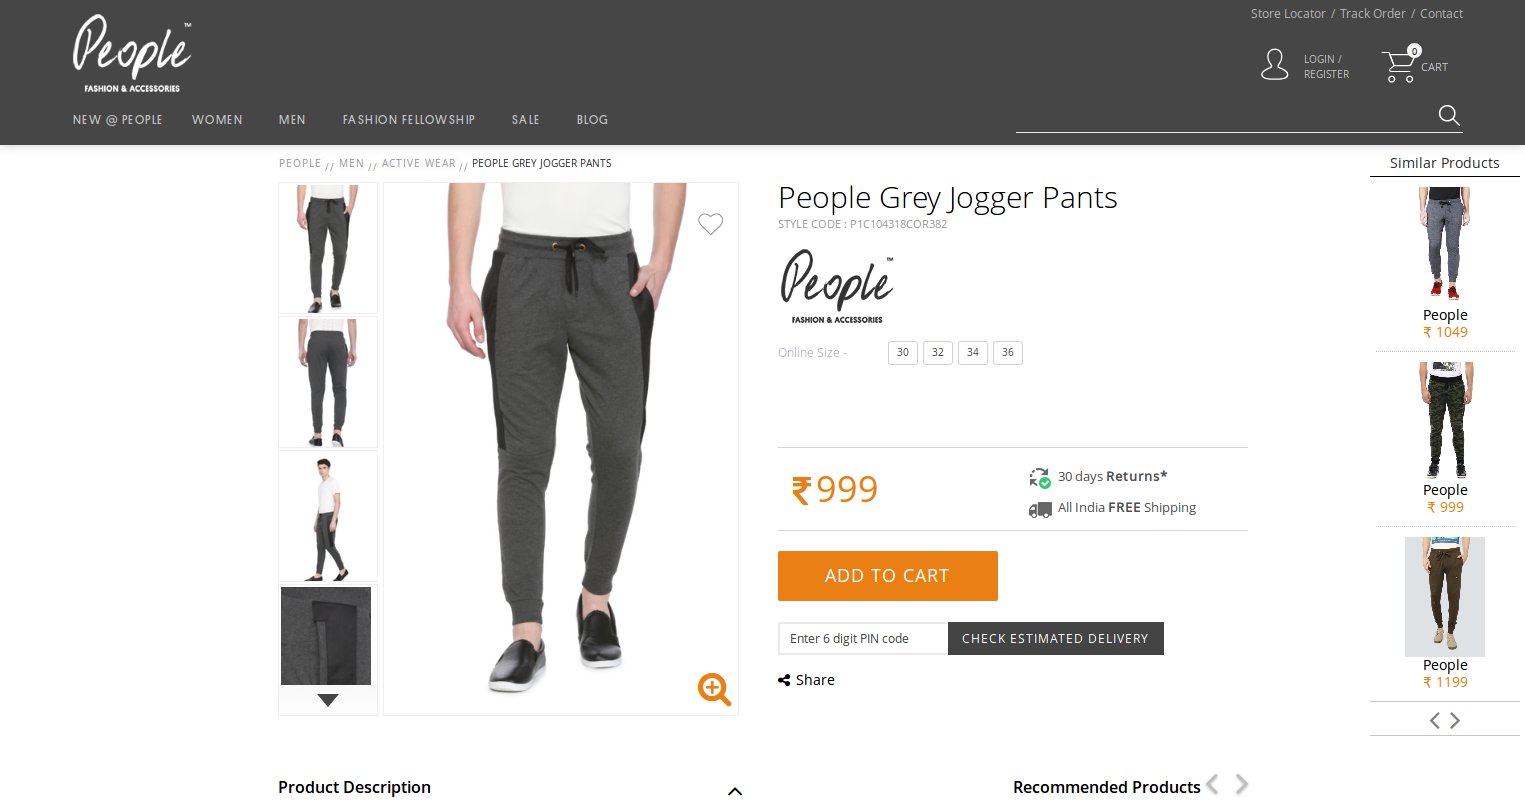 Store Locator / Track Order / Contact
People™
FASHION & ACCESSORIES
LOGIN /
REGISTER
0
CART
NEW @ PEOPLE WOMEN MEN FASHION FELLOWSHIP SALE BLOG
PEOPLE // MEN // ACTIVE WEAR // PEOPLE GREY JOGGER PANTS
People Grey Jogger Pants
STYLE CODE : P1C104318COR382
People™
FASHION & ACCESSORIES
Online Size - 30 32 34 36
₹999
30 days Returns*
All India FREE Shipping
ADD TO CART
Enter 6 digit PIN code CHECK ESTIMATED DELIVERY
Share
Similar Products
People
₹ 1049
People
₹ 999
People
₹ 1199
Product Description
Recommended Products